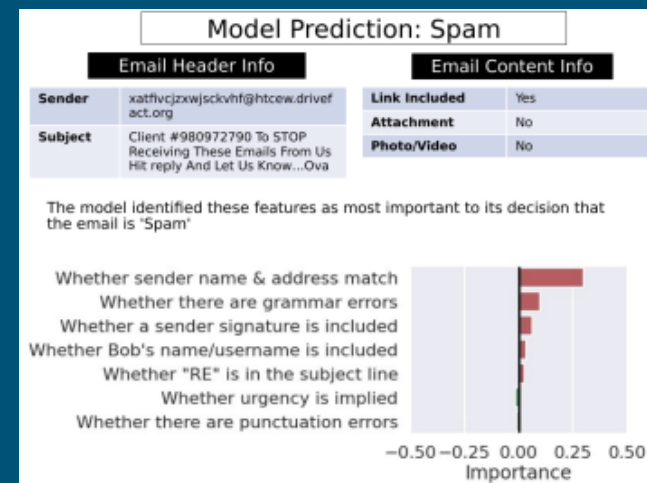 Model Prediction: Spam
Email Header Info
Sender xatfivcjzxwjsckvhf@htcew.drivef
act.org
Subject Client #980972790 To STOP
Receiving These Emails From Us
Hit reply And Let Us Know...Ova
Email Content Info
Link Included Yes
Attachment No
Photo/Video No
The model identified these features as most important to its decision that
the email is 'Spam'
Whether sender name & address match
Whether there are grammar errors
Whether a sender signature is included
Whether Bob's name/username is included
Whether "RE" is in the subject line
Whether urgency is implied
Whether there are punctuation errors
−0.50 −0.25 0.00 0.25 0.50
Importance